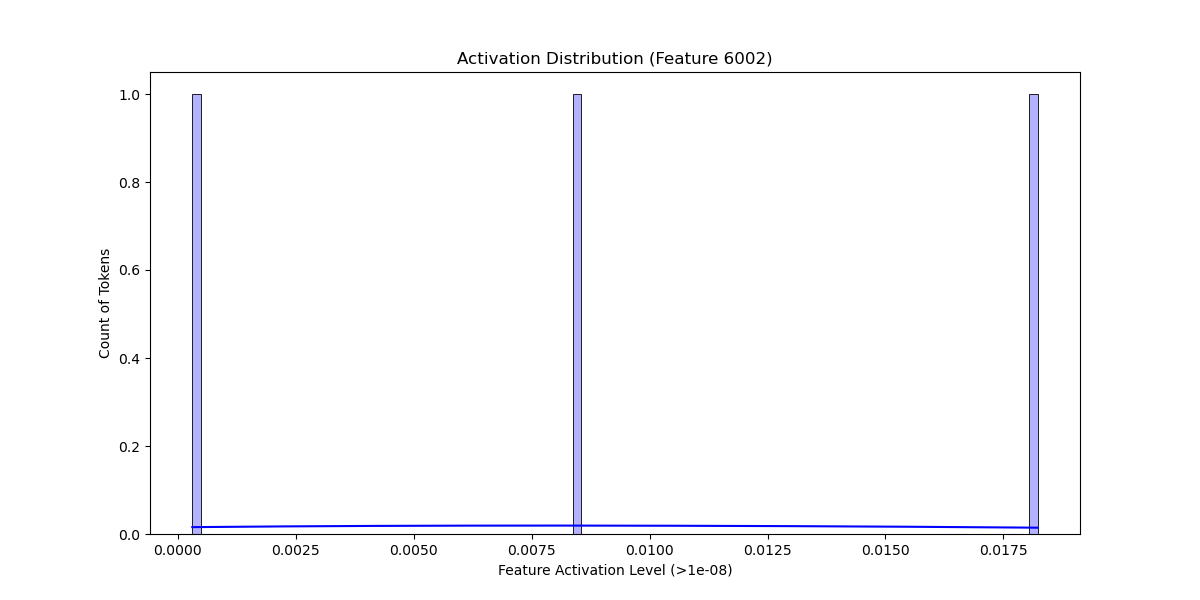 Activation Distribution (Feature 6002)
1.0
0.8
0.6
0.4
0.2
0.0
Count of Tokens
0.0000 0.0025 0.0050 0.0075 0.0100 0.0125 0.0150 0.0175
Feature Activation Level (>1e-08)